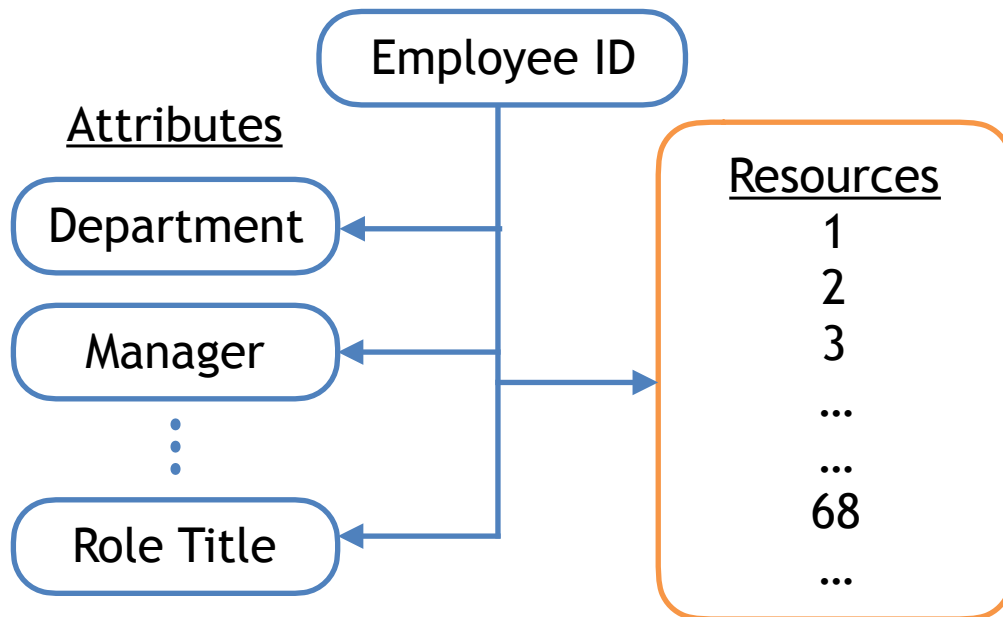 Employee ID
Attributes
Department
Manager
Role Title
Resources
1
2
3
...
...
68
...